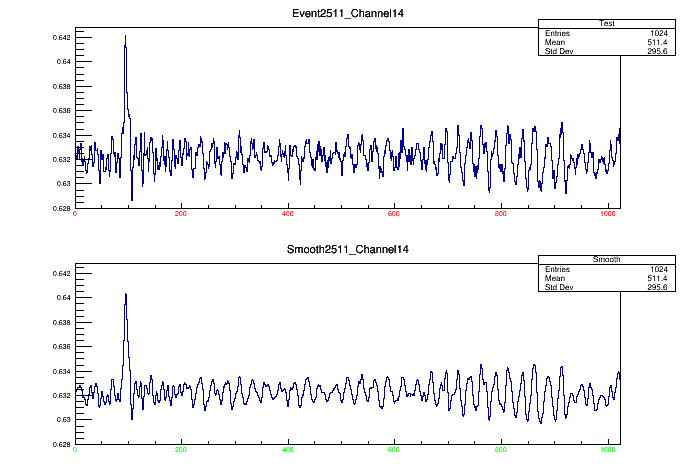 Event2511_Channel14
Test
Entries 1024
Mean 511.4
Std Dev 295.6
0.642
0.64
0.638
0.636
0.634
0.632
0.63
0.628
0 200 400 600 800 1000
Smooth2511_Channel14
Smooth
Entries 1024
Mean 511.4
Std Dev 295.6
0.642
0.64
0.638
0.636
0.634
0.632
0.63
0.628
0 200 400 600 800 1000